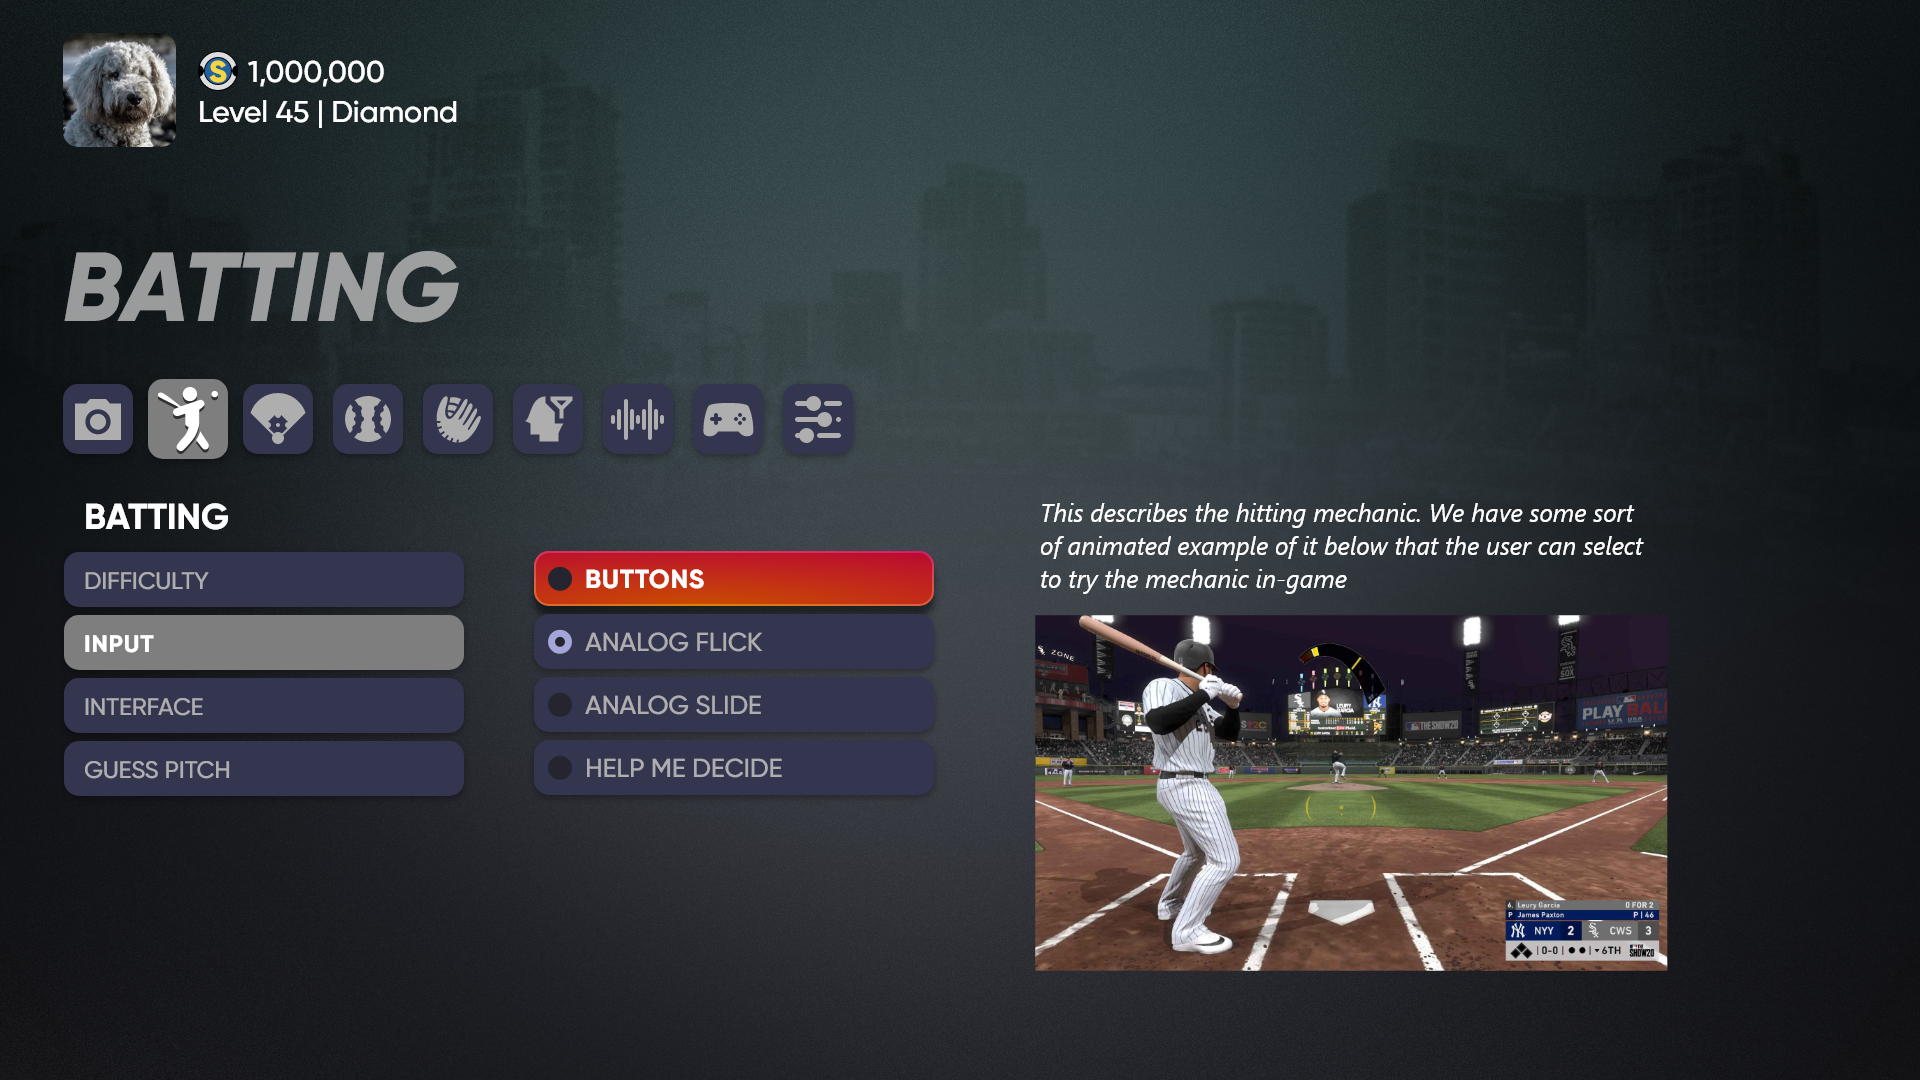 1,000,000
Level 45 | Diamond
BATTING
BATTING
DIFFICULTY
INPUT
INTERFACE
GUESS PITCH
BUTTONS
ANALOG FLICK
ANALOG SLIDE
HELP ME DECIDE
This describes the hitting mechanic. We have some sort
of animated example of it below that the user can select
to try the mechanic in-game
ZONE
THE SHOW20
PLAY BALL
6. Leury Garcia 0 FOR 2
P James Paxton P | 46
NYY 2 CWS 3
0-0 6TH SHOW20